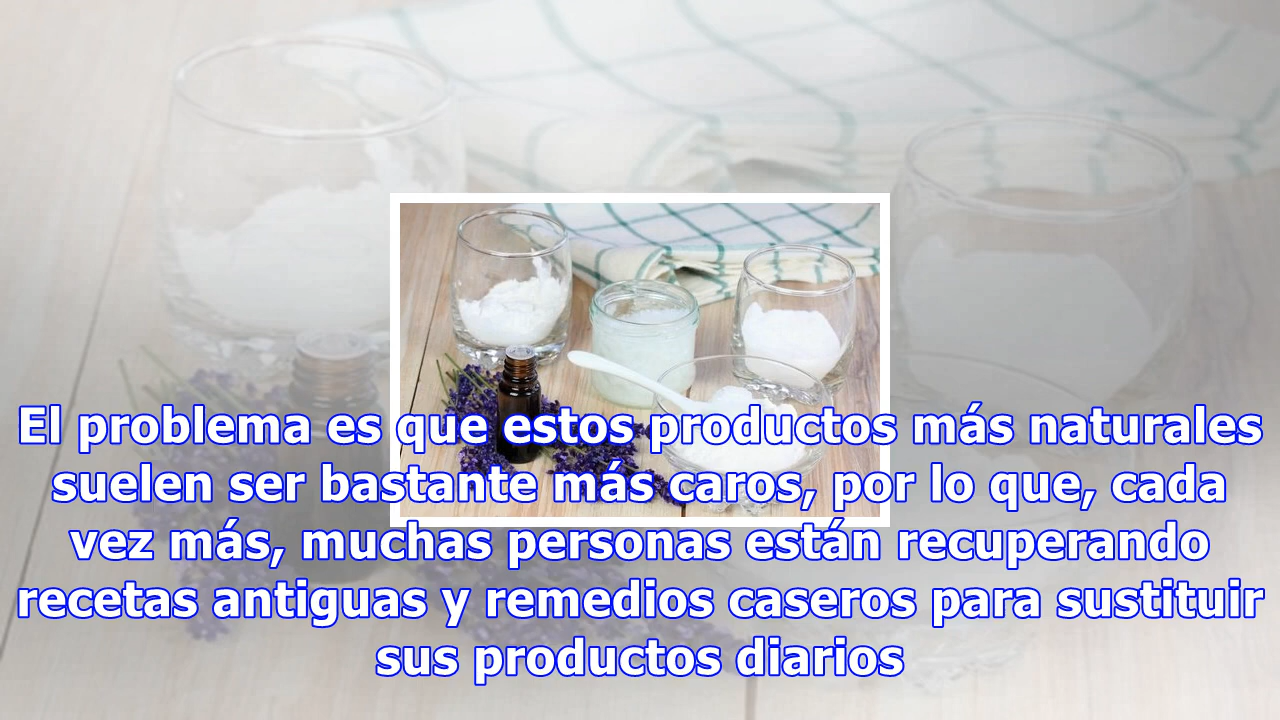 El problema es que estos productos más naturales
suelen ser bastante más caros, por lo que, cada
vez más, muchas personas están recuperando
recetas antiguas y remedios caseros para sustituir
sus productos diarios